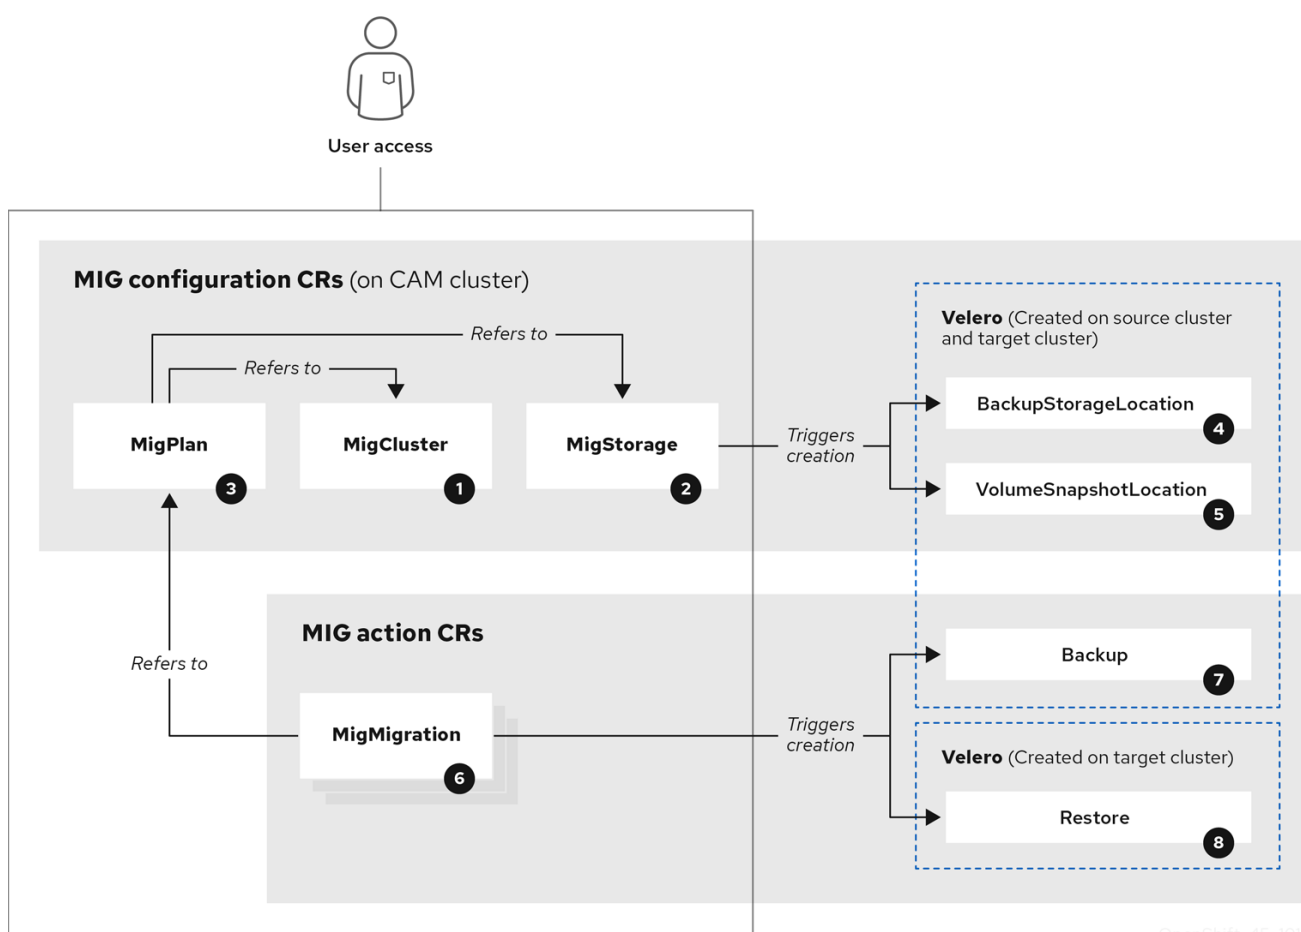 User access
MIG configuration CRs (on CAM cluster)
Refers to
Refers to
MigPlan
3
MigCluster
1
MigStorage
2
Triggers
creation
Velero (Created on source cluster
and target cluster)
BackupStorageLocation
4
VolumeSnapshotLocation
5
MIG action CRs
Refers to
MigMigration
6
Triggers
creation
Backup
7
Velero (Created on target cluster)
Restore
8